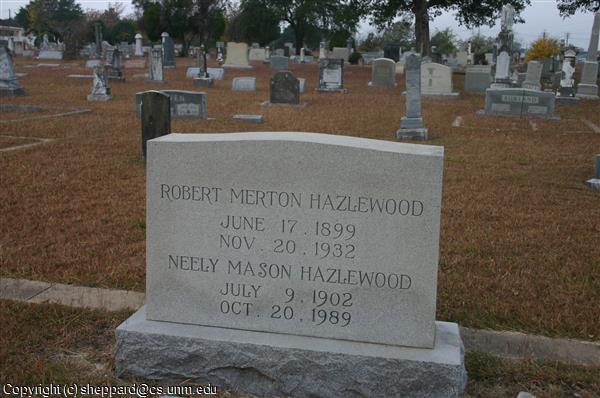 ROBERT MERTON HAZLEWOOD
JUNE 17. 1899
NOV. 20. 1932
NEELY MASON HAZLEWOOD
JULY 9. 1902
OCT. 20. 1989
Copyright (c) sheppard@cs.unm.edu